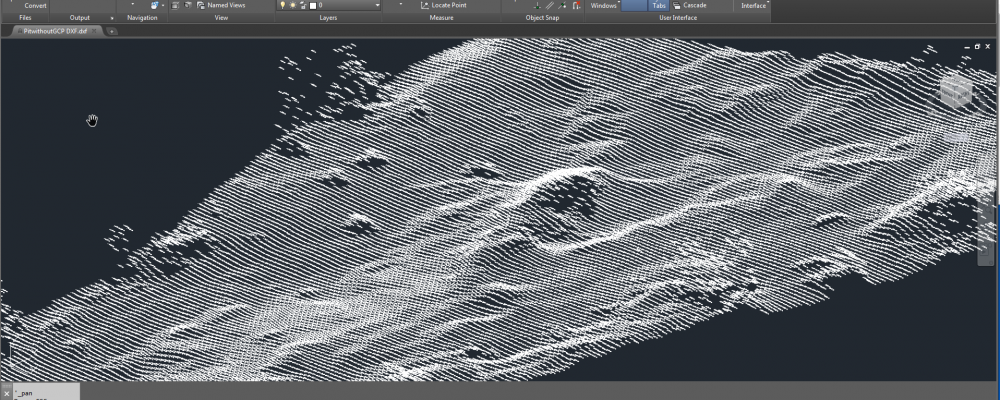 Convert
Named Views
0
Locate Point
Windows
Tabs
Cascade
Interface
Files
Output
Navigation
View
Layers
Measure
Object Snap
User Interface
PitwithoutGCP DXF.dxf
'_pan